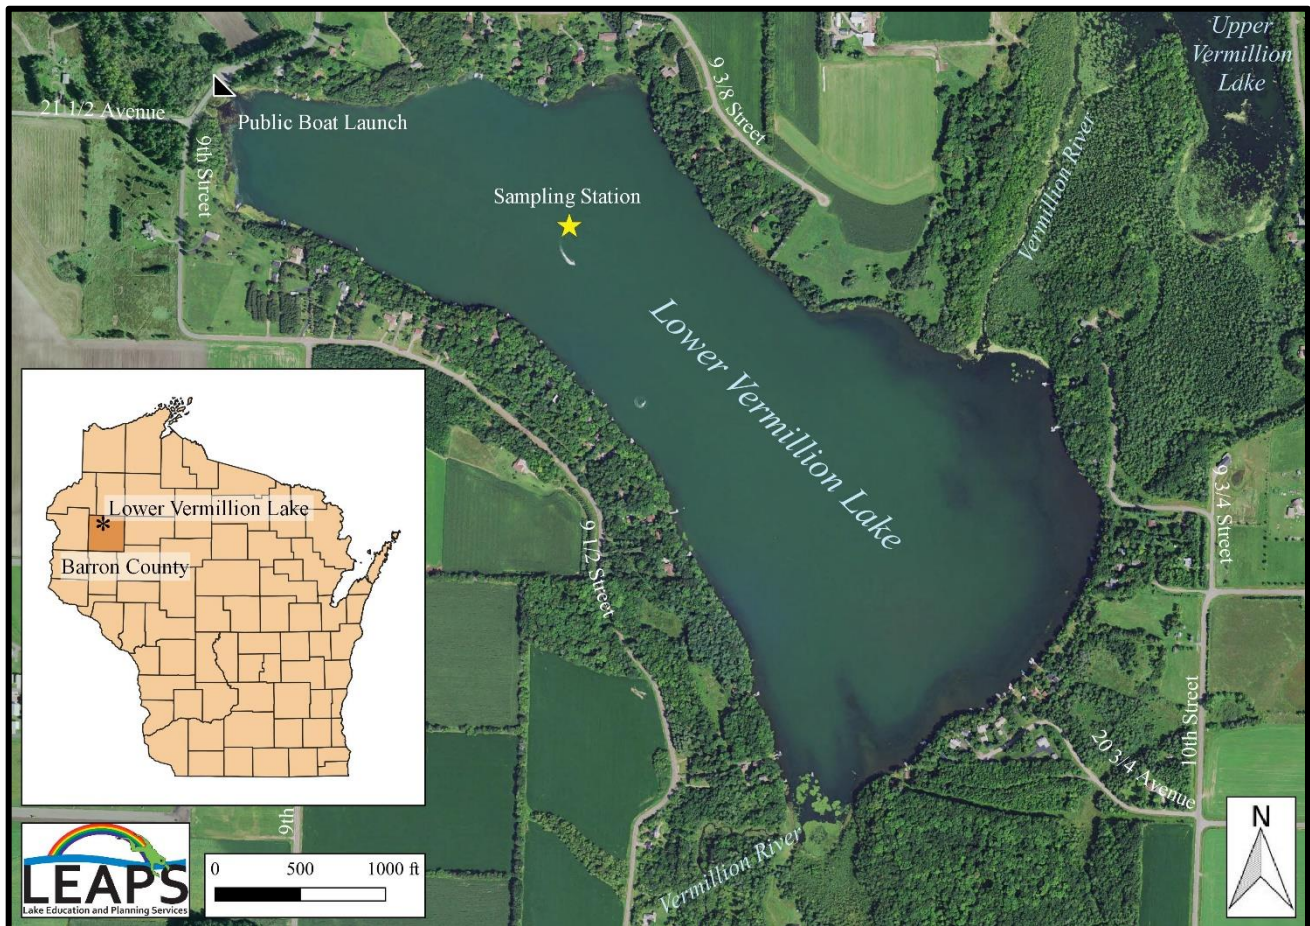 Upper
Vermillion
Lake
21 1/2 Avenue
Public Boat Launch
9th Street
9 3/8 Street
Vermillion River
Sampling Station
Lower Vermillion Lake
Lower Vermillion Lake
*
Barron County
9 1/2 Street
9 3/4 Street
10th Street
20 3/4 Avenue
Vermillion River
9th
N
LEAPS
Lake Education and Planning Services
0 500 1000 ft